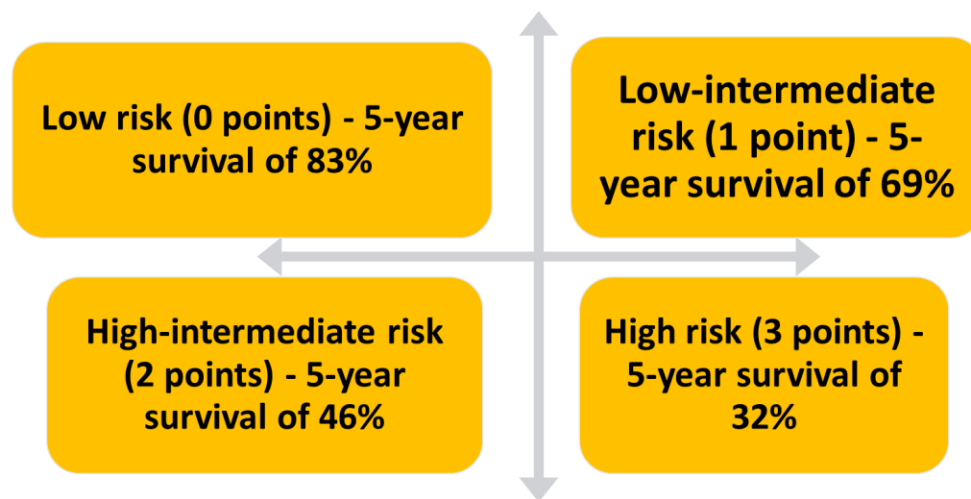 Low risk (0 points) - 5-year
survival of 83%
Low-intermediate
risk (1 point) - 5-
year survival of 69%
High-intermediate risk
(2 points) - 5-year
survival of 46%
High risk (3 points) -
5-year survival of
32%